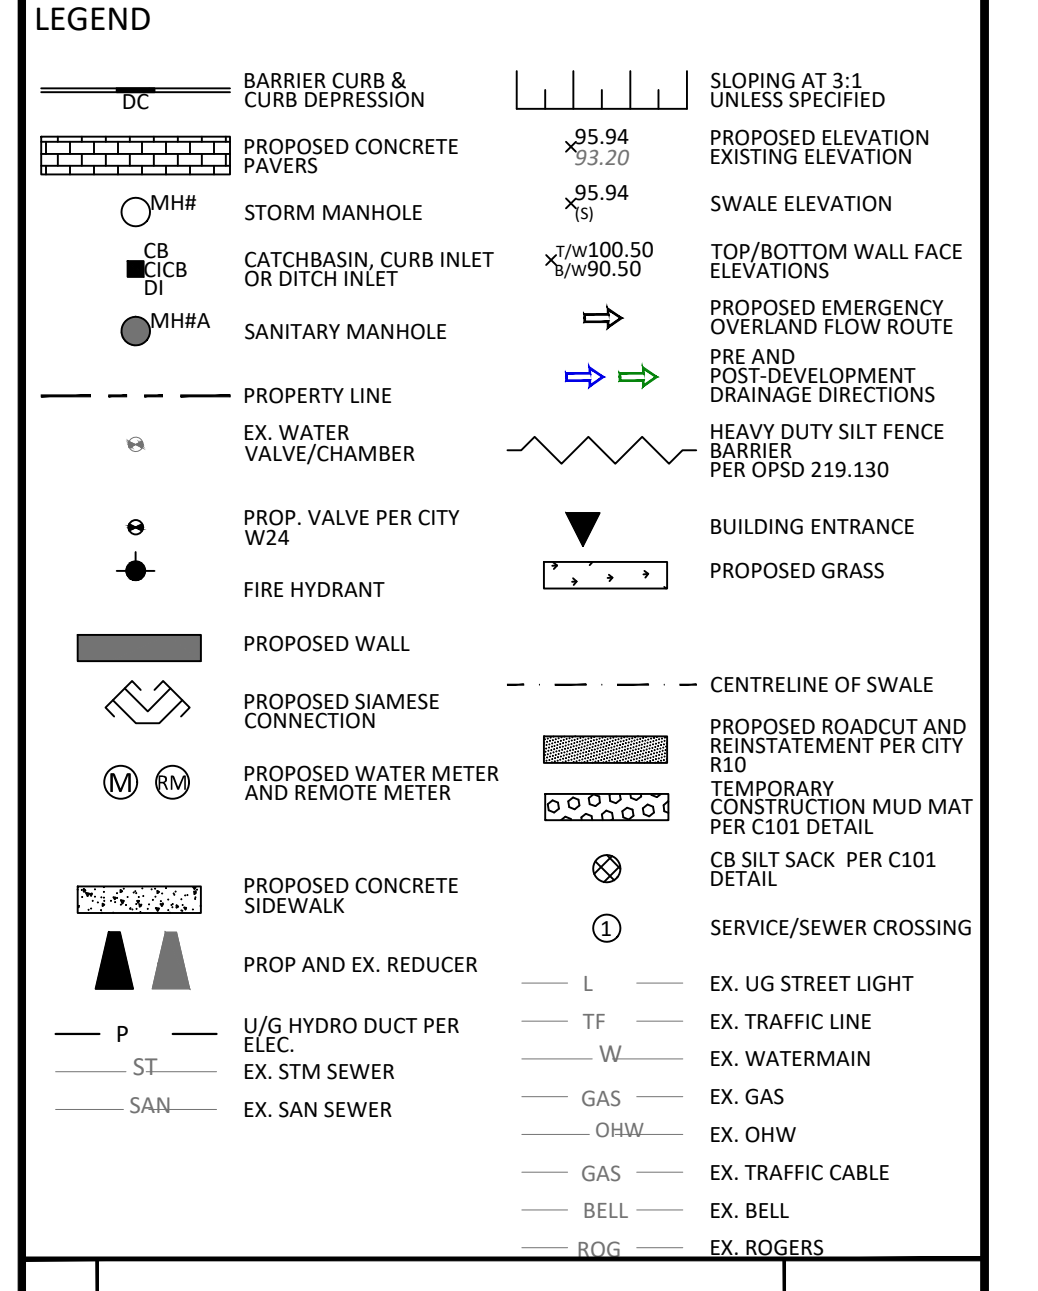 LEGEND
DC
BARRIER CURB &
CURB DEPRESSION
PROPOSED CONCRETE
PAVERS
MH#
STORM MANHOLE
CB
CICB
DI
CATCHBASIN, CURB INLET
OR DITCH INLET
MH#A
SANITARY MANHOLE
PROPERTY LINE
EX. WATER
VALVE/CHAMBER
PROP. VALVE PER CITY
W24
FIRE HYDRANT
PROPOSED WALL
PROPOSED SIAMESE
CONNECTION
M RM
PROPOSED WATER METER
AND REMOTE METER
PROPOSED CONCRETE
SIDEWALK
PROP AND EX. REDUCER
P
U/G HYDRO DUCT PER
ELEC.
ST
EX. STM SEWER
SAN
EX. SAN SEWER
SLOPING AT 3:1
UNLESS SPECIFIED
95.94
93.20
PROPOSED ELEVATION
EXISTING ELEVATION
95.94
(S)
SWALE ELEVATION
T/W100.50
B/W90.50
TOP/BOTTOM WALL FACE
ELEVATIONS
PROPOSED EMERGENCY
OVERLAND FLOW ROUTE
PRE AND
POST-DEVELOPMENT
DRAINAGE DIRECTIONS
HEAVY DUTY SILT FENCE
BARRIER
PER OPSD 219.130
BUILDING ENTRANCE
PROPOSED GRASS
CENTRELINE OF SWALE
PROPOSED ROADCUT AND
REINSTATEMENT PER CITY
R10
TEMPORARY
CONSTRUCTION MUD MAT
PER C101 DETAIL
CB SILT SACK PER C101
DETAIL
1
SERVICE/SEWER CROSSING
L
EX. UG STREET LIGHT
TF
EX. TRAFFIC LINE
W
EX. WATERMAIN
GAS
EX. GAS
OHW
EX. OHW
GAS
EX. TRAFFIC CABLE
BELL
EX. BELL
ROG
EX. ROGERS